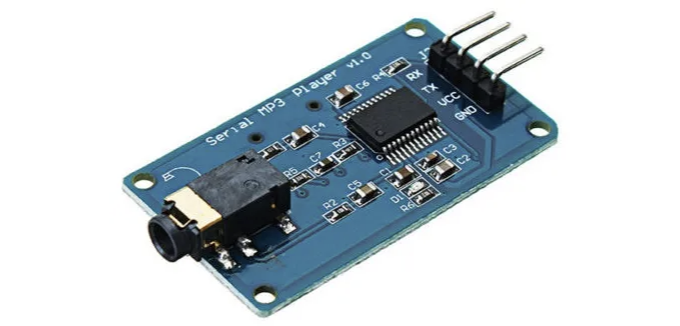 Serial MP3 Player v1.0
RX
TX
VCC
GND
R4
C6
C4
R3
C7
R5
C5
R2
C1
C3
C2
D1
R6